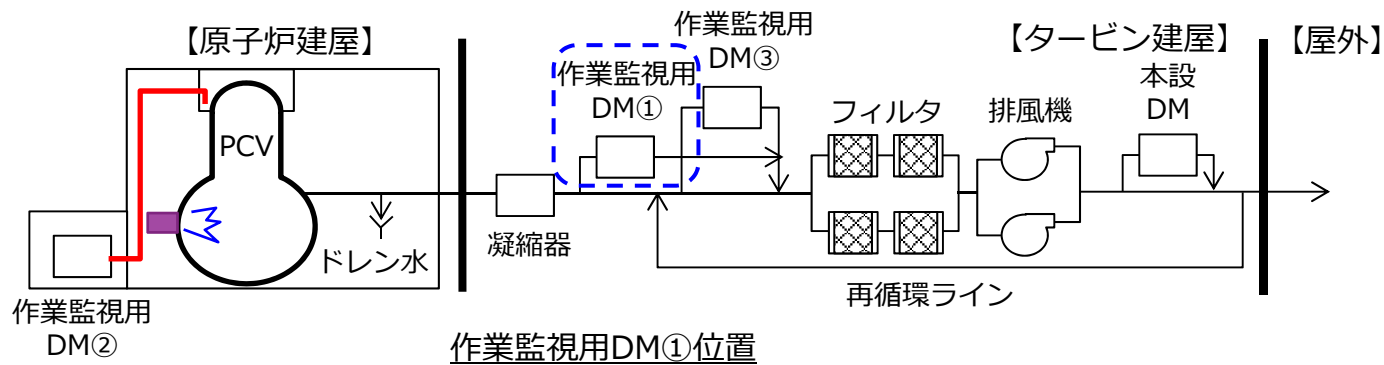 【原子炉建屋】
作業監視用
DM③
【タービン建屋】
【屋外】
作業監視用
DM①
本設
DM
フィルタ
排風機
PCV
凝縮器
ドレン水
再循環ライン
作業監視用
DM②
作業監視用DM①位置